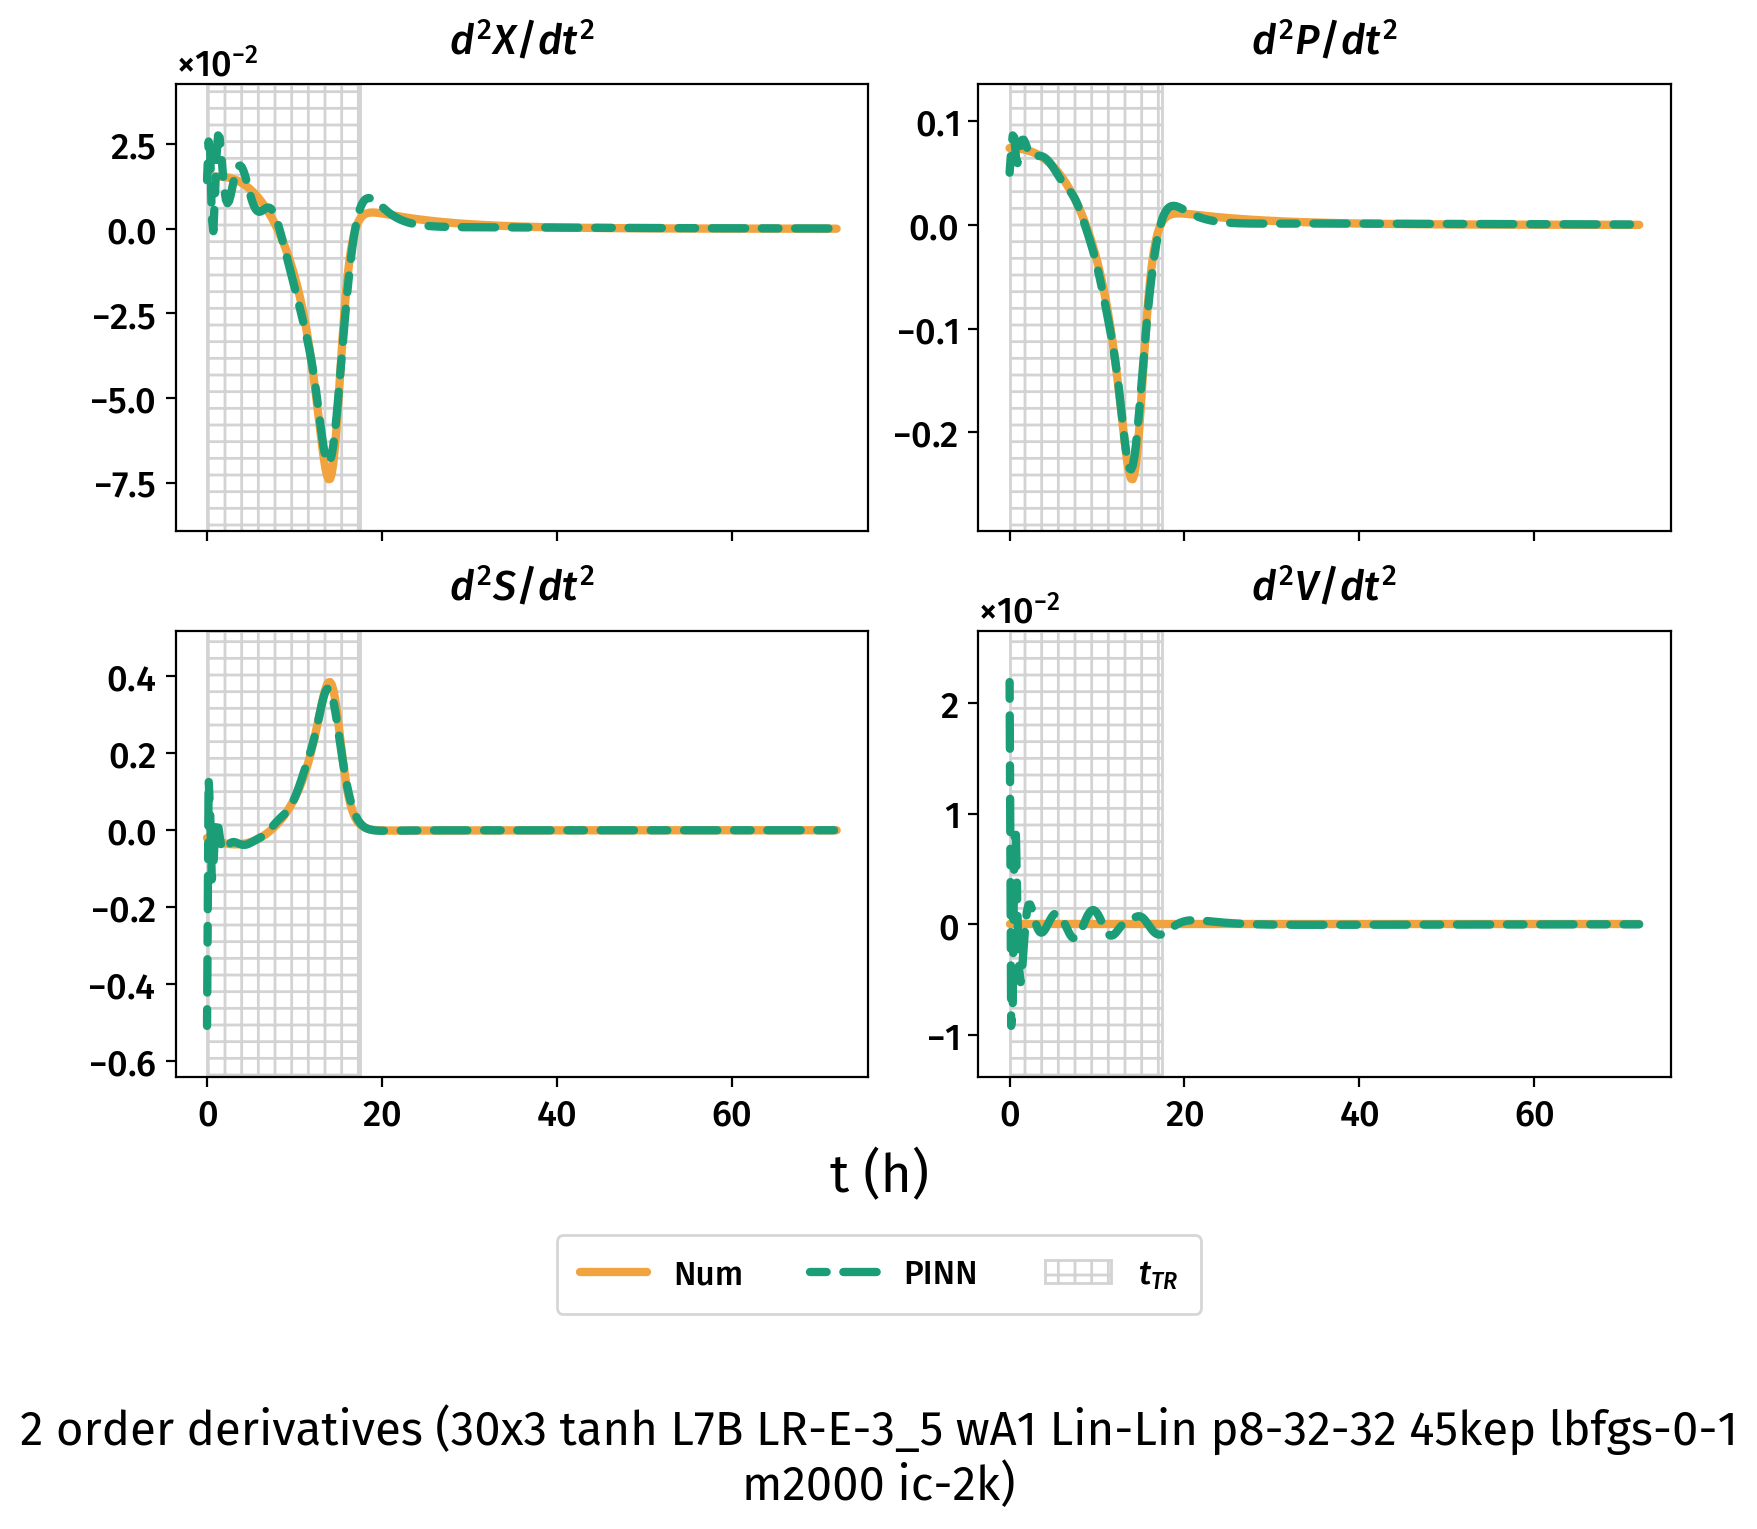 d²X/dt²
d²P/dt²
×10⁻²
2.5
0.0
−2.5
−5.0
−7.5
0.1
0.0
−0.1
−0.2
d²S/dt²
d²V/dt²
×10⁻²
0.4
0.2
0.0
−0.2
−0.4
−0.6
2
1
0
−1
0 20 40 60
0 20 40 60
t (h)
Num PINN t_TR
2 order derivatives (30x3 tanh L7B LR-E-3_5 wA1 Lin-Lin p8-32-32 45kep lbfgs-0-1
m2000 ic-2k)